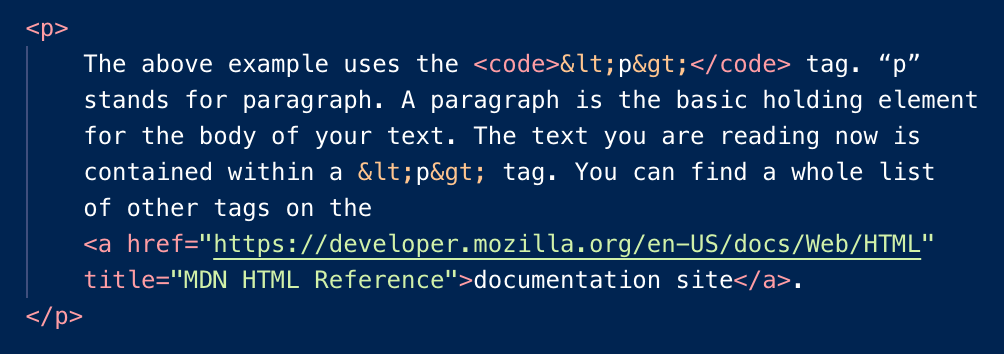 <p>
The above example uses the <code>&lt;p&gt;</code> tag. “p”
stands for paragraph. A paragraph is the basic holding element
for the body of your text. The text you are reading now is
contained within a &lt;p&gt; tag. You can find a whole list
of other tags on the
<a href="https://developer.mozilla.org/en-US/docs/Web/HTML"
title="MDN HTML Reference">documentation site</a>.
</p>